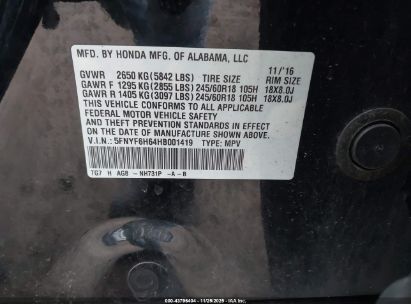 MFD. BY HONDA MFG. OF ALABAMA, LLC
GVWR 2650 KG (5842 LBS) TIRE SIZE 11/'16 RIM SIZE
GAWR F 1295 KG (2855 LBS) 245/60R18 105H 18X8.0J
GAWR R 1405 KG (3097 LBS) 245/60R18 105H 18X8.0J
THIS VEHICLE CONFORMS TO ALL APPLICABLE
FEDERAL MOTOR VEHICLE SAFETY AND THEFT
PREVENTION STANDARDS IN EFFECT ON THE
DATE OF MANUFACTURE SHOWN ABOVE.
V.I.N.: 5FNYF6H64HB001419 TYPE: MPV
TG7 H AG8 - NH731P -A - B